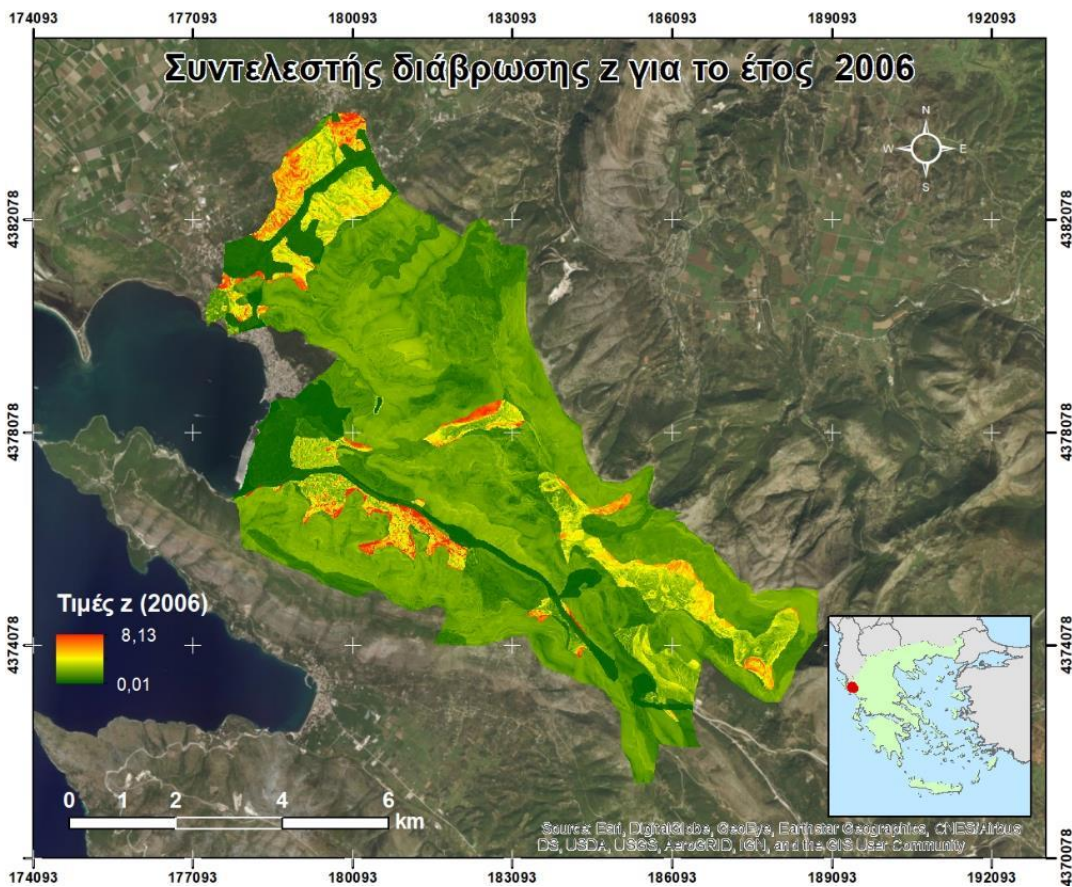 174093 177093 180093 183093 186093 189093 192093
Συντελεστής διάβρωσης z για το έτος 2006
N
W E
S
4382078 4382078
4378078 4378078
Τιμές z (2006)
8,13
0,01
4374078 4374078
0 1 2 4 6
km
Source: Esri, DigitalGlobe, GeoEye, Earthstar Geographics, CNES/Airbus
DS, USDA, USGS, AeroGRID, IGN, and the GIS User Community
4370078
174093 177093 180093 183093 186093 189093 192093